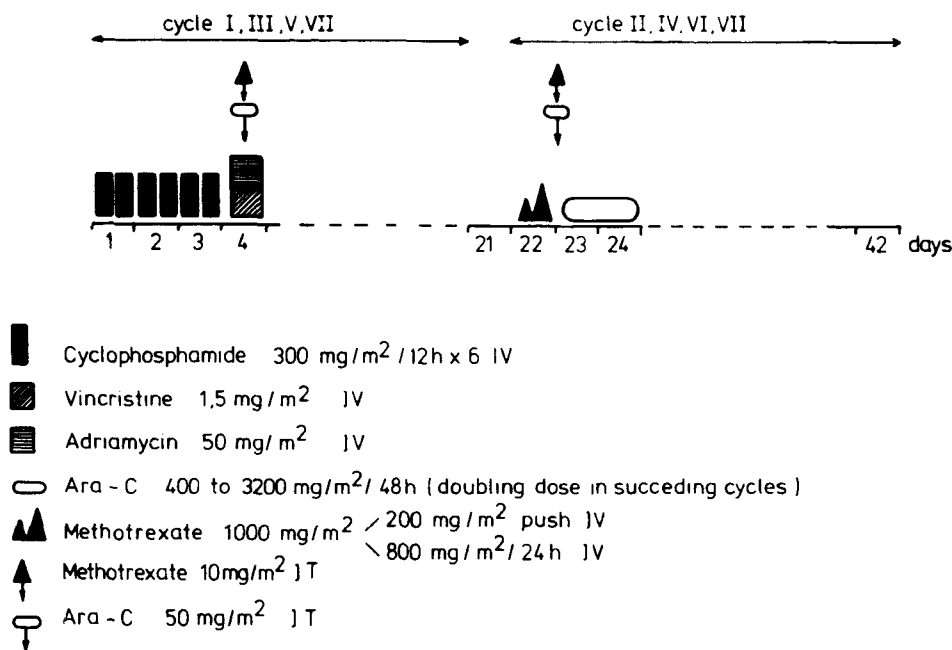 cycle I, III, V, VII cycle II, IV, VI, VII
1 2 3 4 21 22 23 24 42 days
Cyclophosphamide 300 mg/m² /12h x 6 IV
Vincristine 1,5 mg/m² IV
Adriamycin 50 mg/m² IV
Ara-C 400 to 3200 mg/m²/48h (doubling dose in succeding cycles)
Methotrexate 1000 mg/m² 200 mg/m² push IV
800 mg/m²/24h IV
Methotrexate 10mg/m² IT
Ara-C 50 mg/m² IT